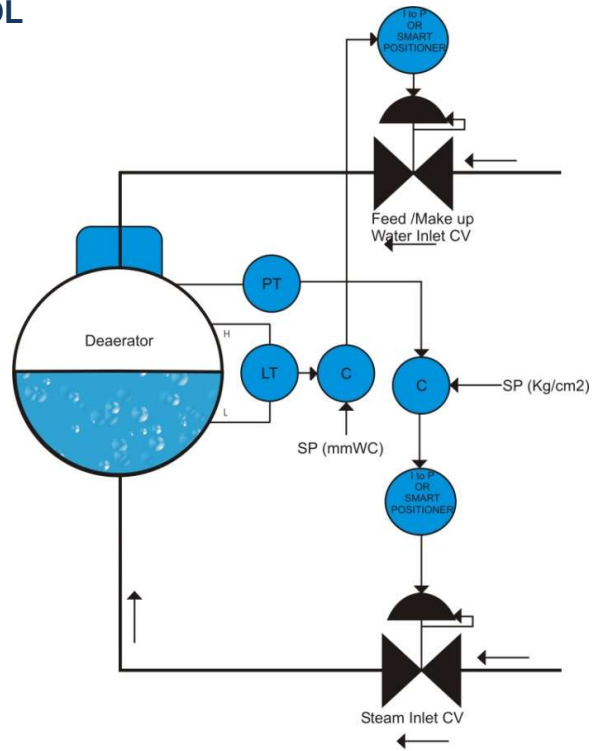 OL
I to P
OR
SMART
POSITIONER
Feed /Make up
Water Inlet CV
PT
H
Deaerator
LT
C
C
SP (Kg/cm2)
L
SP (mmWC)
I to P
OR
SMART
POSITIONER
Steam Inlet CV